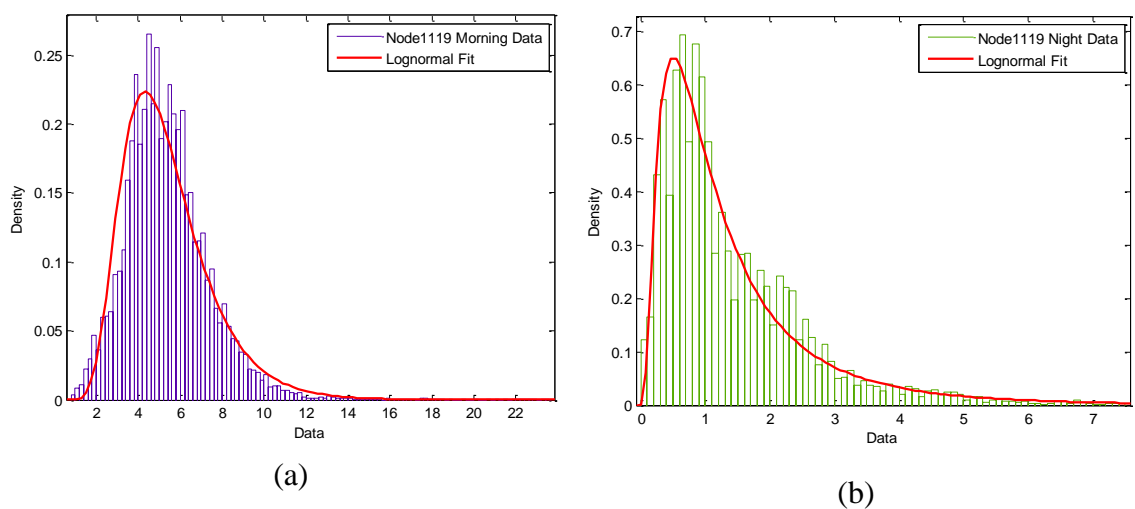 Node1119 Morning Data
Lognormal Fit
0.25
0.2
0.15
0.1
0.05
0
Density
2 4 6 8 10 12 14 16 18 20 22
Data
(a)
Node1119 Night Data
Lognormal Fit
0.7
0.6
0.5
0.4
0.3
0.2
0.1
0
Density
0 1 2 3 4 5 6 7
Data
(b)